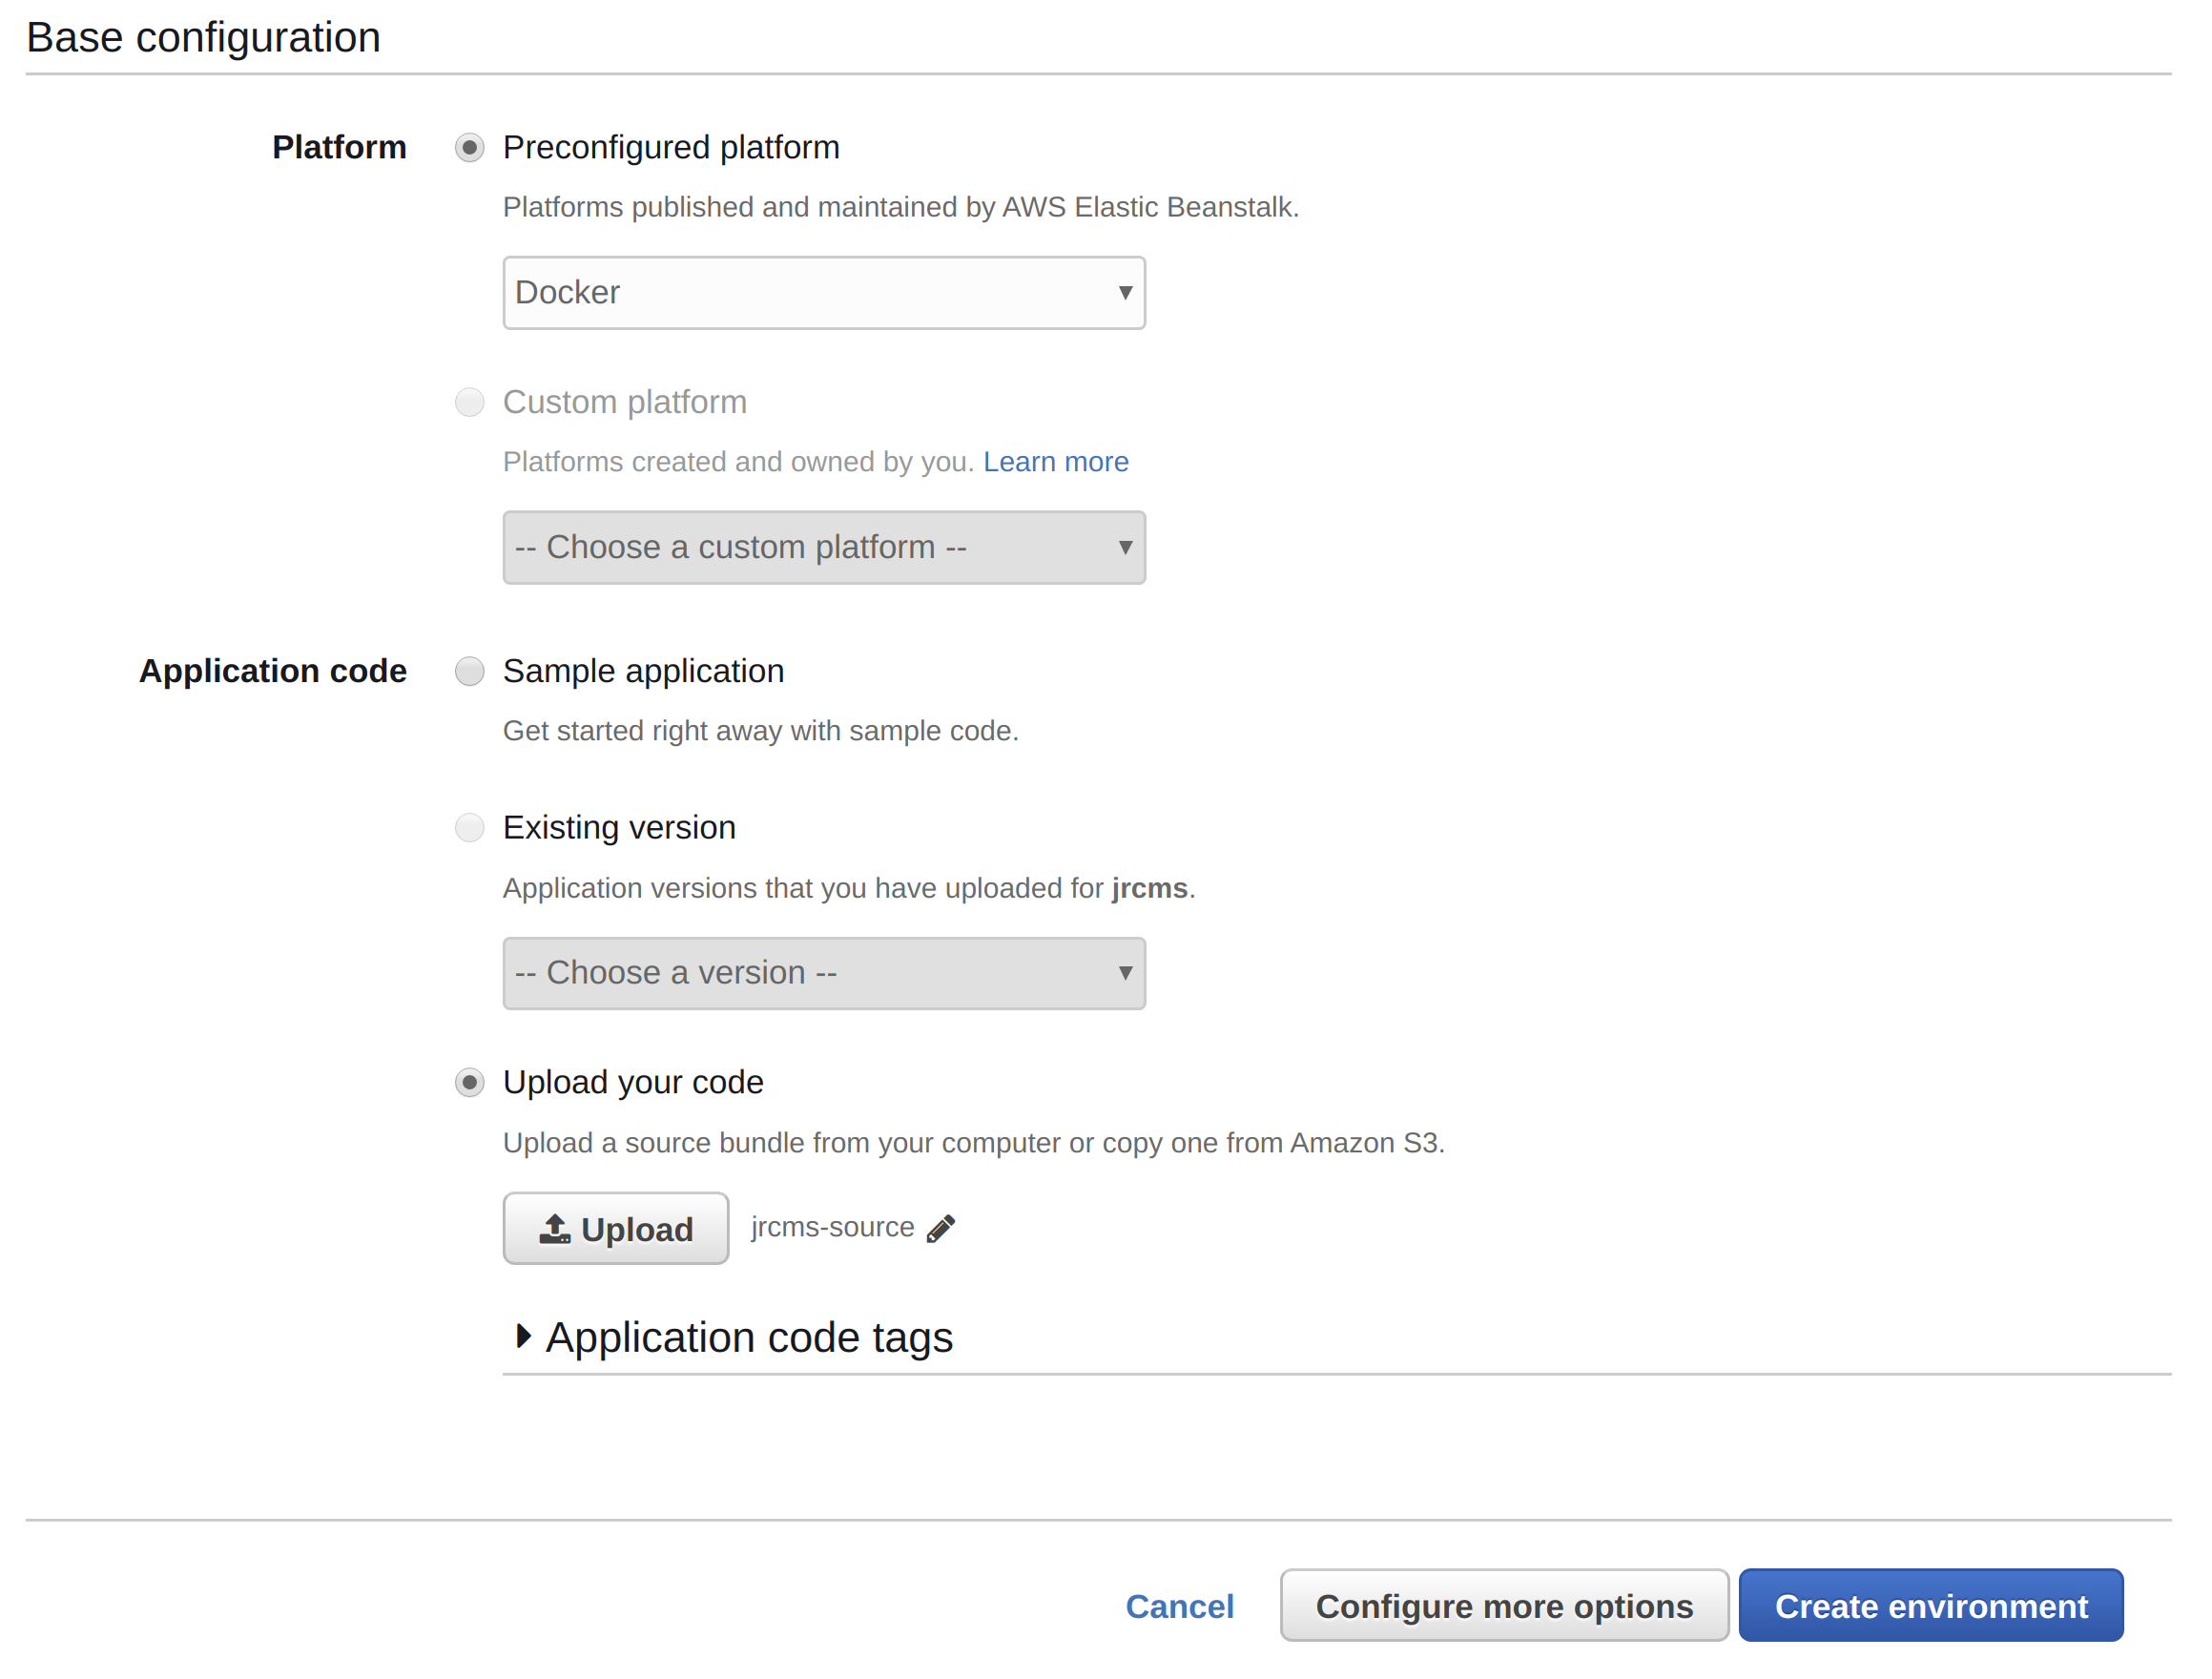 Base configuration
Platform
Preconfigured platform
Platforms published and maintained by AWS Elastic Beanstalk.
Docker
Custom platform
Platforms created and owned by you. Learn more
-- Choose a custom platform --
Application code
Sample application
Get started right away with sample code.
Existing version
Application versions that you have uploaded for jrcms.
-- Choose a version --
Upload your code
Upload a source bundle from your computer or copy one from Amazon S3.
Upload jrcms-source
Application code tags
Cancel Configure more options Create environment